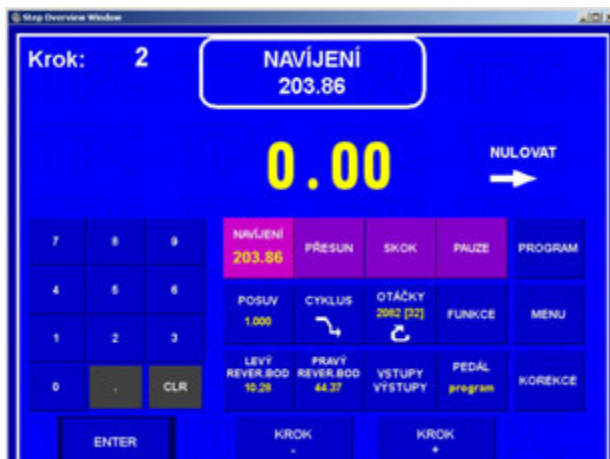 Step Overview Window
Krok: 2
NAVÍJENÍ
203.86
0.00
NULOVAT
7 8 9
NAVÍJENÍ
203.86
PŘESUN
SKOK
PAUZE
PROGRAM
4 5 6
POSUV
1.000
CYKLUS
OTÁČKY
2082 [32]
FUNKCE
MENU
1 2 3
LEVÝ
REVER.BOD
10.28
PRAVÝ
REVER.BOD
44.37
VSTUPY
VÝSTUPY
PEDÁL
program
KOREKCE
0 . CLR
ENTER
KROK
-
KROK
+